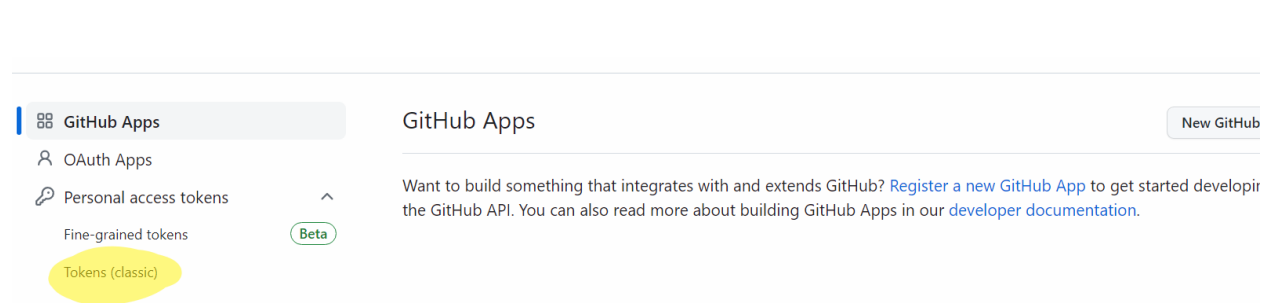 GitHub Apps
OAuth Apps
Personal access tokens
Fine-grained tokens Beta
Tokens (classic)
GitHub Apps
New GitHub
Want to build something that integrates with and extends GitHub? Register a new GitHub App to get started developin
the GitHub API. You can also read more about building GitHub Apps in our developer documentation.